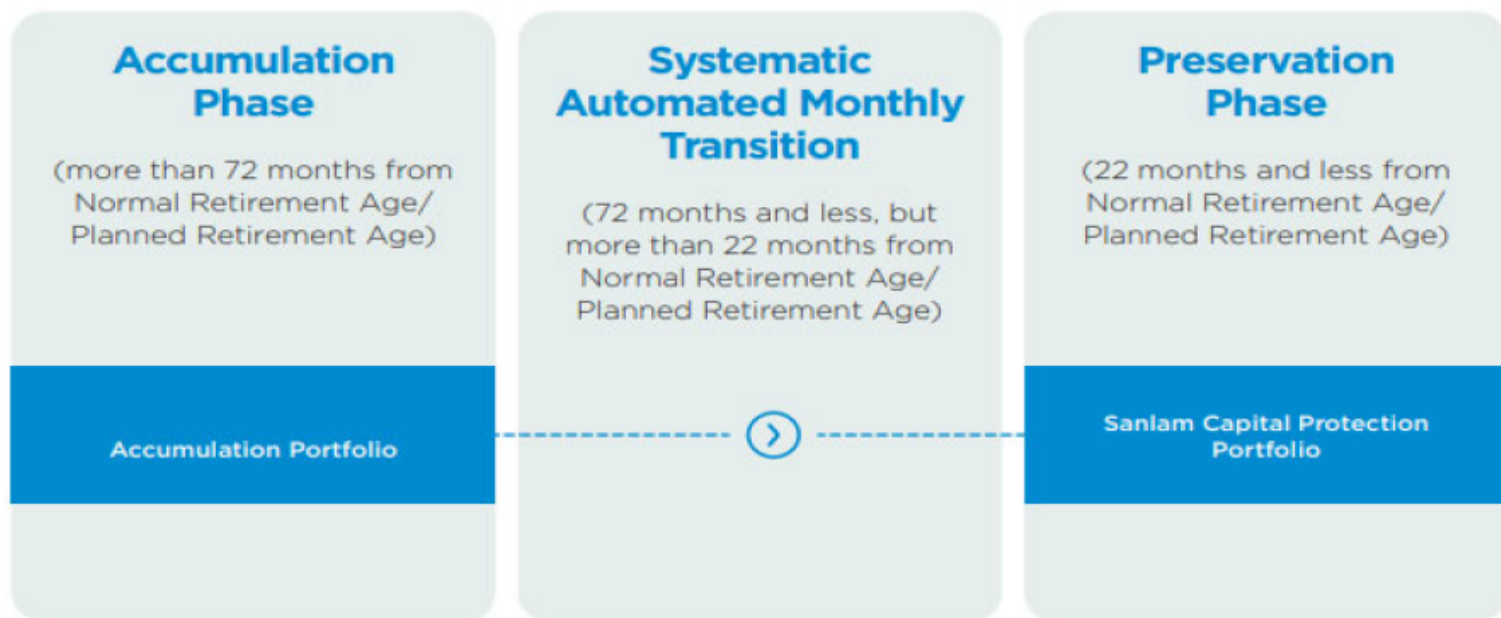 Accumulation
Phase
(more than 72 months from
Normal Retirement Age/
Planned Retirement Age)
Accumulation Portfolio
Systematic
Automated Monthly
Transition
(72 months and less, but
more than 22 months from
Normal Retirement Age/
Planned Retirement Age)
Preservation
Phase
(22 months and less from
Normal Retirement Age/
Planned Retirement Age)
Sanlam Capital Protection
Portfolio